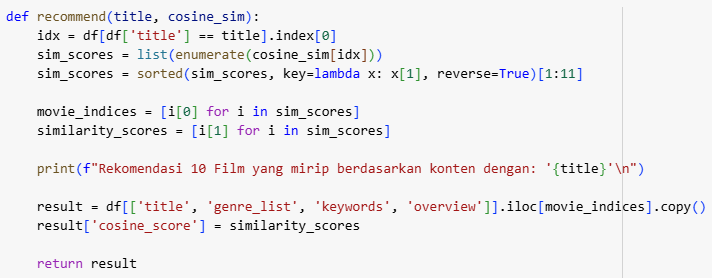 def recommend(title, cosine_sim):
    idx = df[df['title'] == title].index[0]
    sim_scores = list(enumerate(cosine_sim[idx]))
    sim_scores = sorted(sim_scores, key=lambda x: x[1], reverse=True)[1:11]
    movie_indices = [i[0] for i in sim_scores]
    similarity_scores = [i[1] for i in sim_scores]
    print(f"Rekomendasi 10 Film yang mirip berdasarkan konten dengan: '{title}'\n")
    result = df[['title', 'genre_list', 'keywords', 'overview']].iloc[movie_indices].copy()
    result['cosine_score'] = similarity_scores
    return result